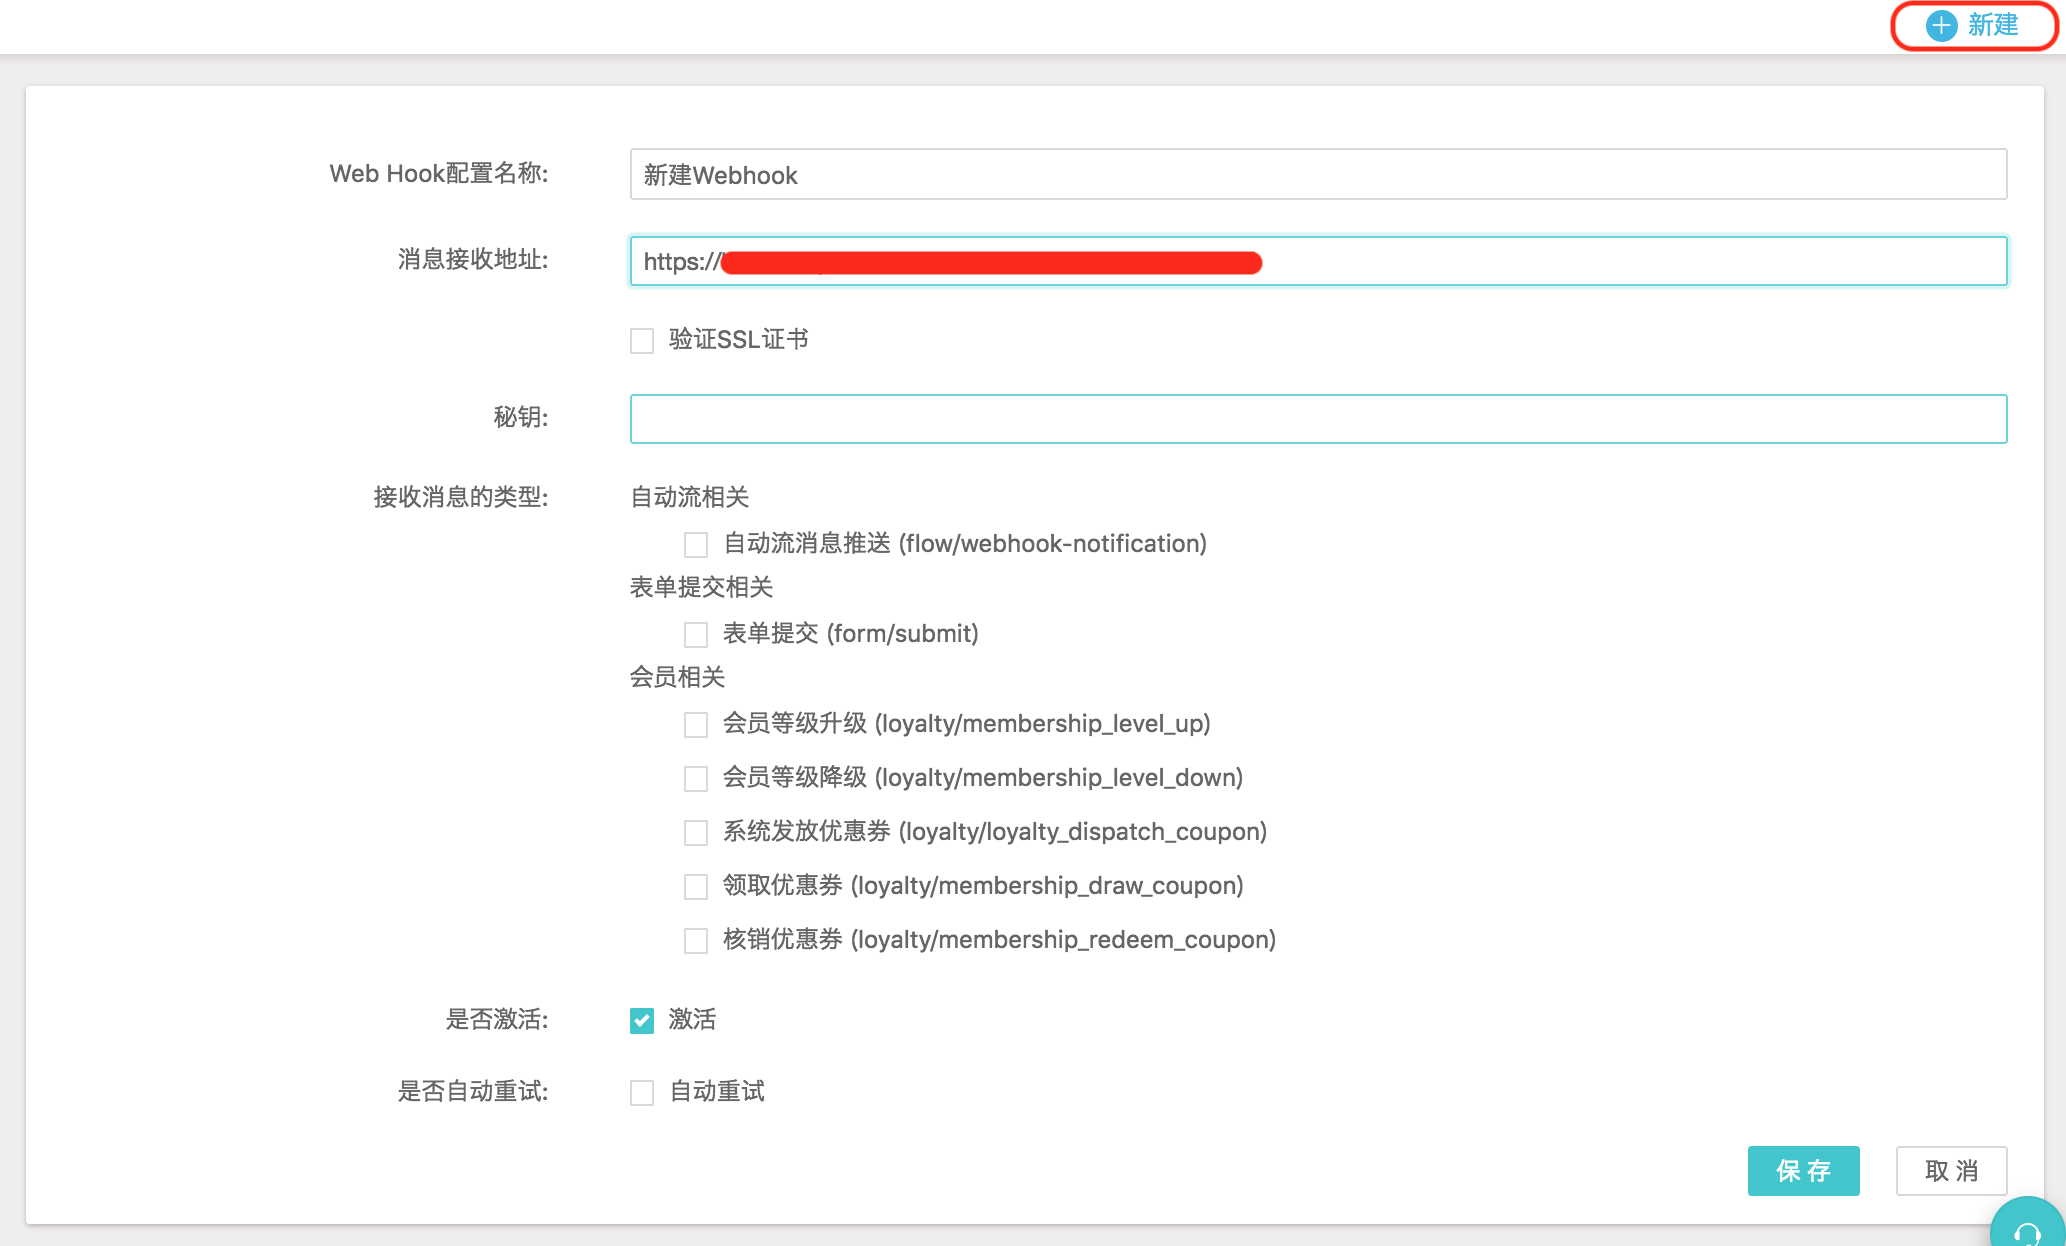 新建
Web Hook配置名称: 新建Webhook
消息接收地址: https://
验证SSL证书
秘钥:
接收消息的类型: 自动流相关
自动流消息推送 (flow/webhook-notification)
表单提交相关
表单提交 (form/submit)
会员相关
会员等级升级 (loyalty/membership_level_up)
会员等级降级 (loyalty/membership_level_down)
系统发放优惠券 (loyalty/loyalty_dispatch_coupon)
领取优惠券 (loyalty/membership_draw_coupon)
核销优惠券 (loyalty/membership_redeem_coupon)
是否激活: 激活
是否自动重试: 自动重试
保 存 取 消